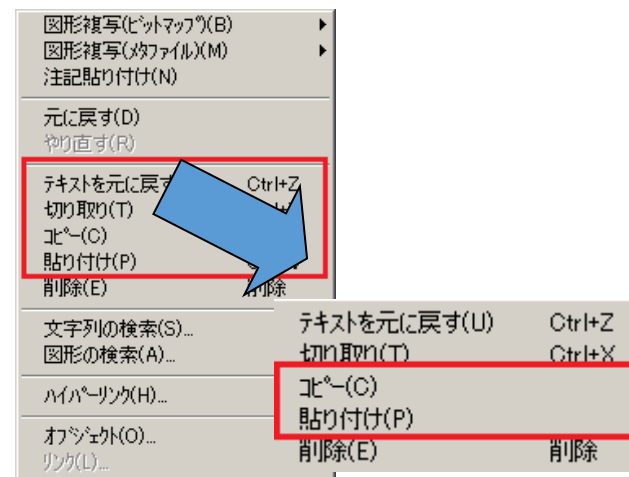 図形複写(ﾋﾞｯﾄﾏｯﾌﾟ)(B)
図形複写(ﾒﾀﾌｧｲﾙ)(M)
注記貼り付け(N)
元に戻す(D)
やり直す(R)
テキストを元に戻す Ctrl+Z
切り取り(T)
ｺﾋﾟｰ(C)
貼り付け(P)
削除(E) 削除
文字列の検索(S)...
図形の検索(A)...
ﾊｲﾊﾟｰﾘﾝｸ(H)...
ｵﾌﾞｼﾞｪｸﾄ(O)...
ﾘﾝｸ(L)...
テキストを元に戻す(U) Ctrl+Z
切り取り(T) Ctrl+X
ｺﾋﾟｰ(C)
貼り付け(P)
削除(E) 削除